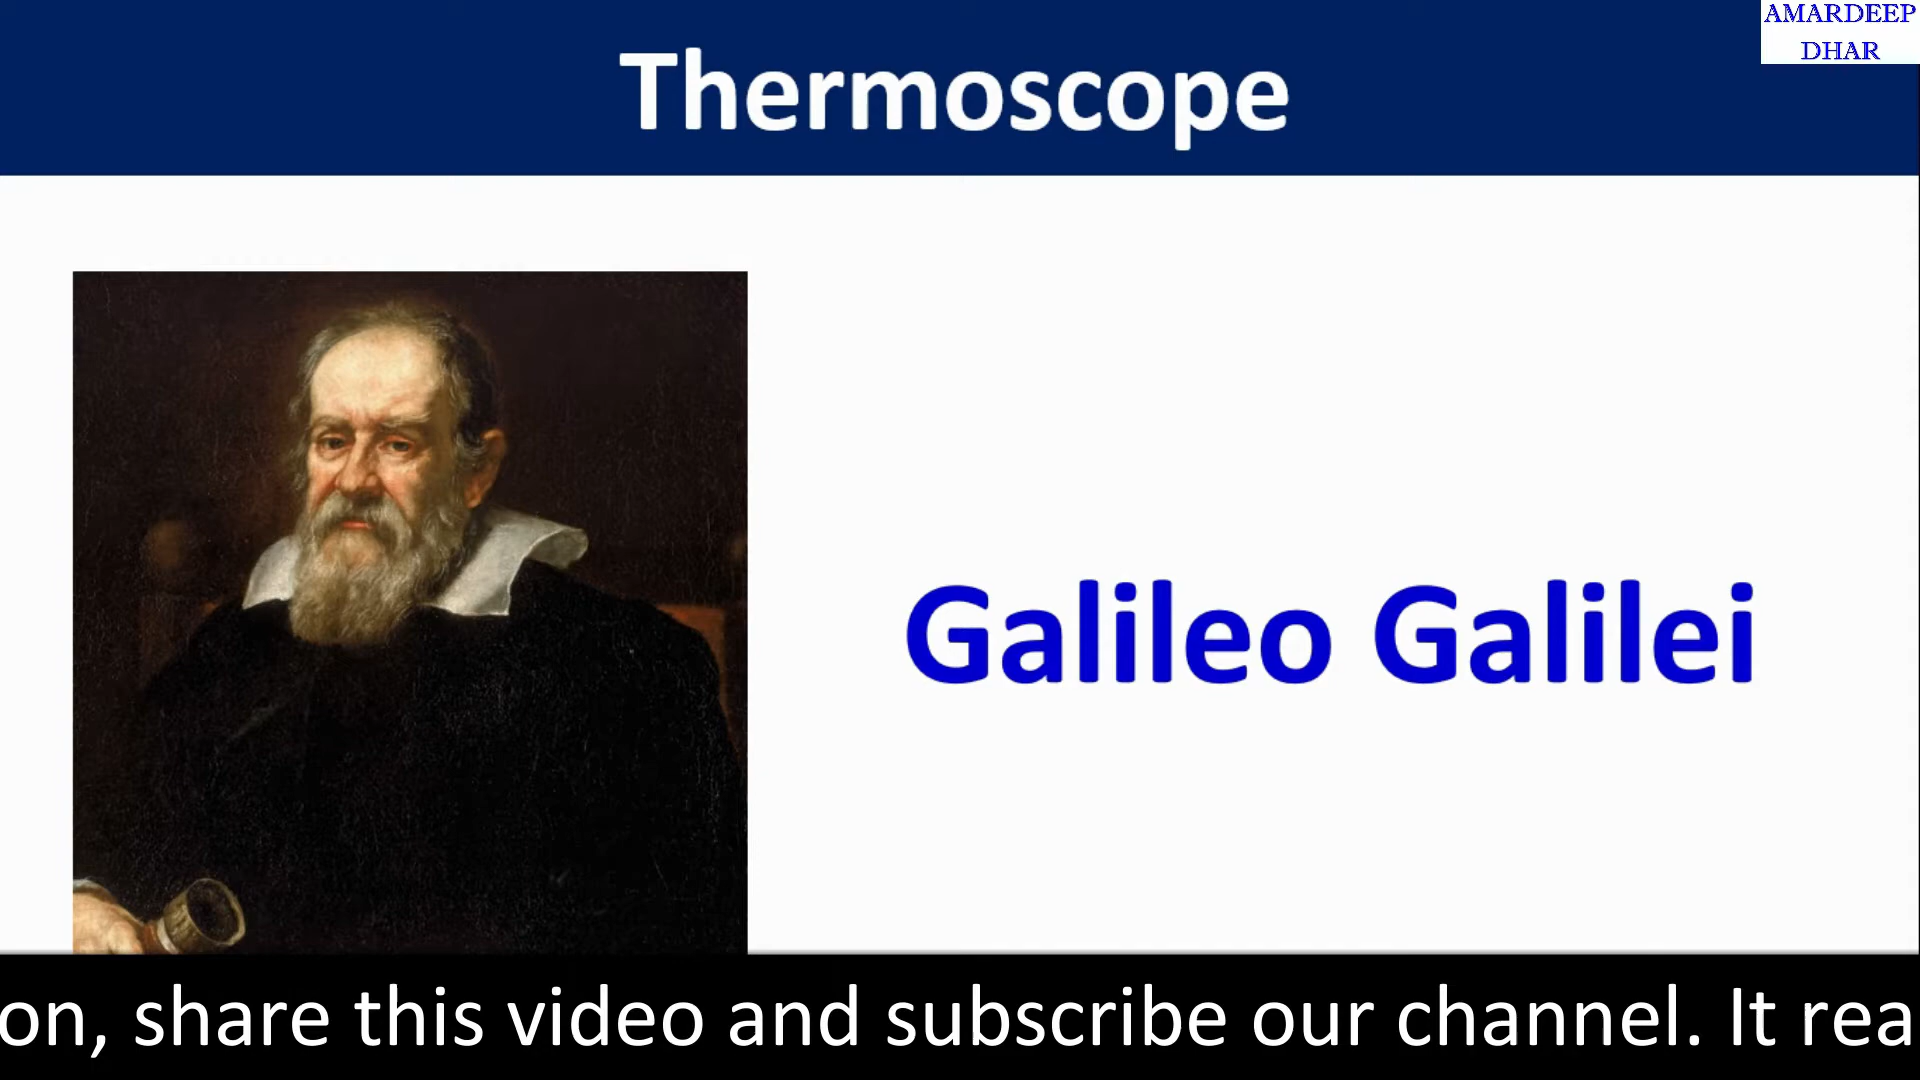 Thermoscope
AMARDEEP
DHAR
Galileo Galilei
on, share this video and subscribe our channel. It rea